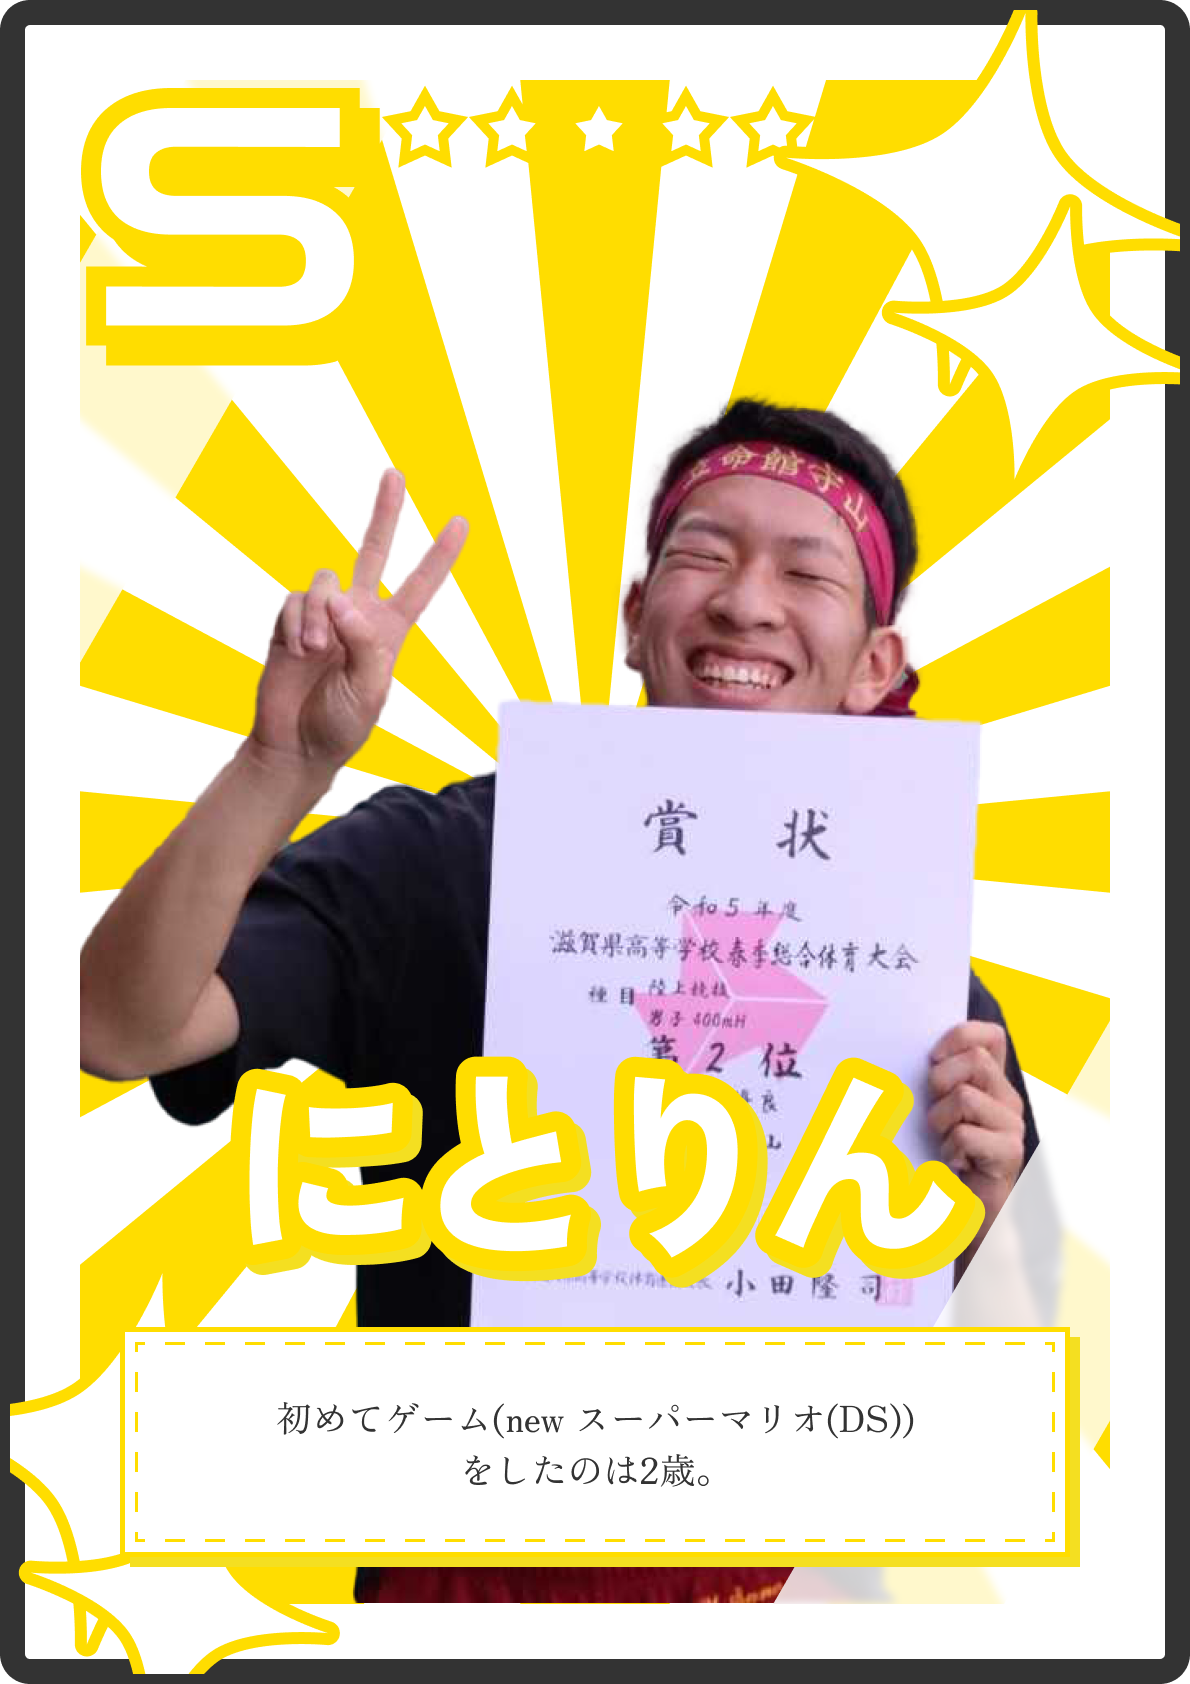 S
立命館守山
賞状
令和5年度
滋賀県高等学校春季総合体育大会
種目 陸上競技
男子 400mH
第2位
良
山
にとりん
小田隆司
初めてゲーム(new スーパーマリオ(DS))
をしたのは2歳。